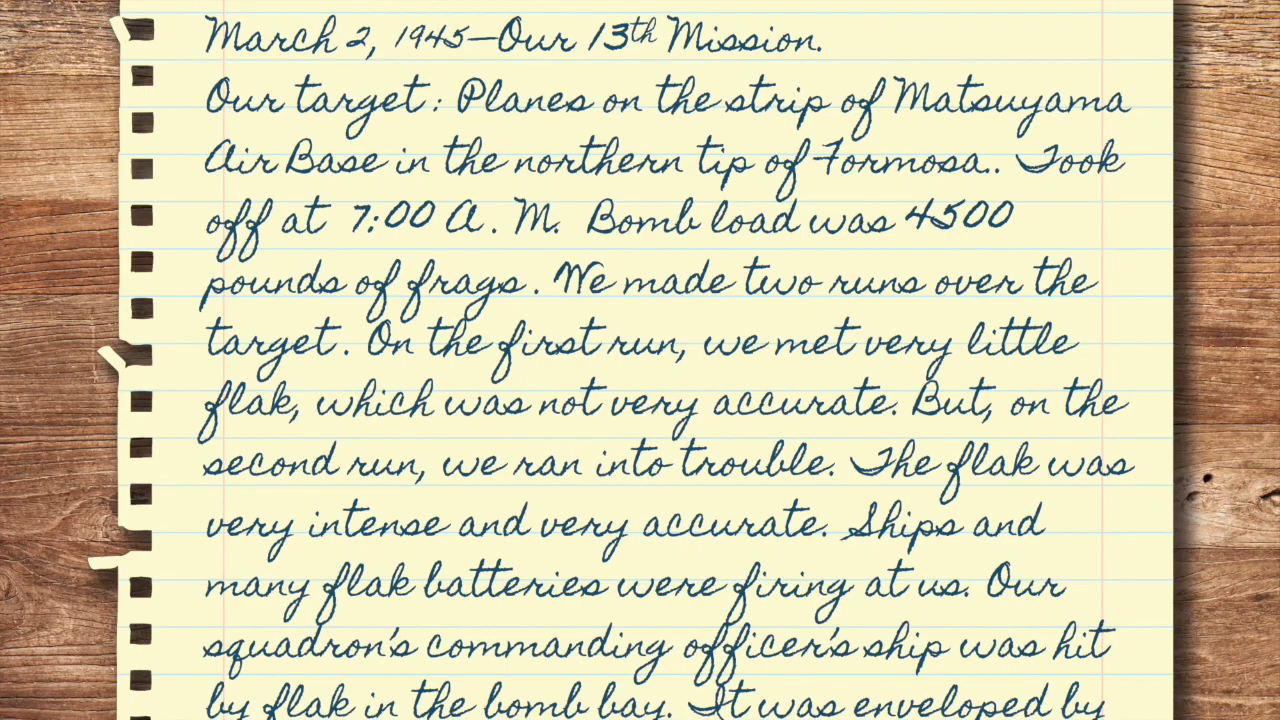 March 2, 1945—Our 13th Mission.
Our target: Planes on the strip of Matsuyama
Air Base in the northern tip of Formosa.. Took
off at 7:00 A. M. Bomb load was 4500
pounds of frags. We made two runs over the
target. On the first run, we met very little
flak, which was not very accurate. But, on the
second run, we ran into trouble. The flak was
very intense and very accurate. Ships and
many flak batteries were firing at us. Our
squadron's commanding officer's ship was hit
by flak in the bomb bay. It was enveloped by